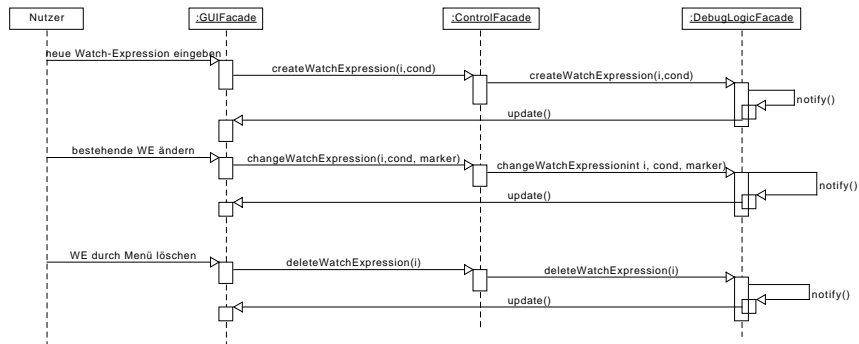 Nutzer
:GUIFacade
:ControlFacade
:DebugLogicFacade
neue Watch-Expression eingeben
createWatchExpression(i,cond)
createWatchExpression(i,cond)
notify()
update()
bestehende WE ändern
changeWatchExpression(i,cond, marker)
changeWatchExpressionint i, cond, marker)
notify()
update()
WE durch Menü löschen
deleteWatchExpression(i)
deleteWatchExpression(i)
notify()
update()